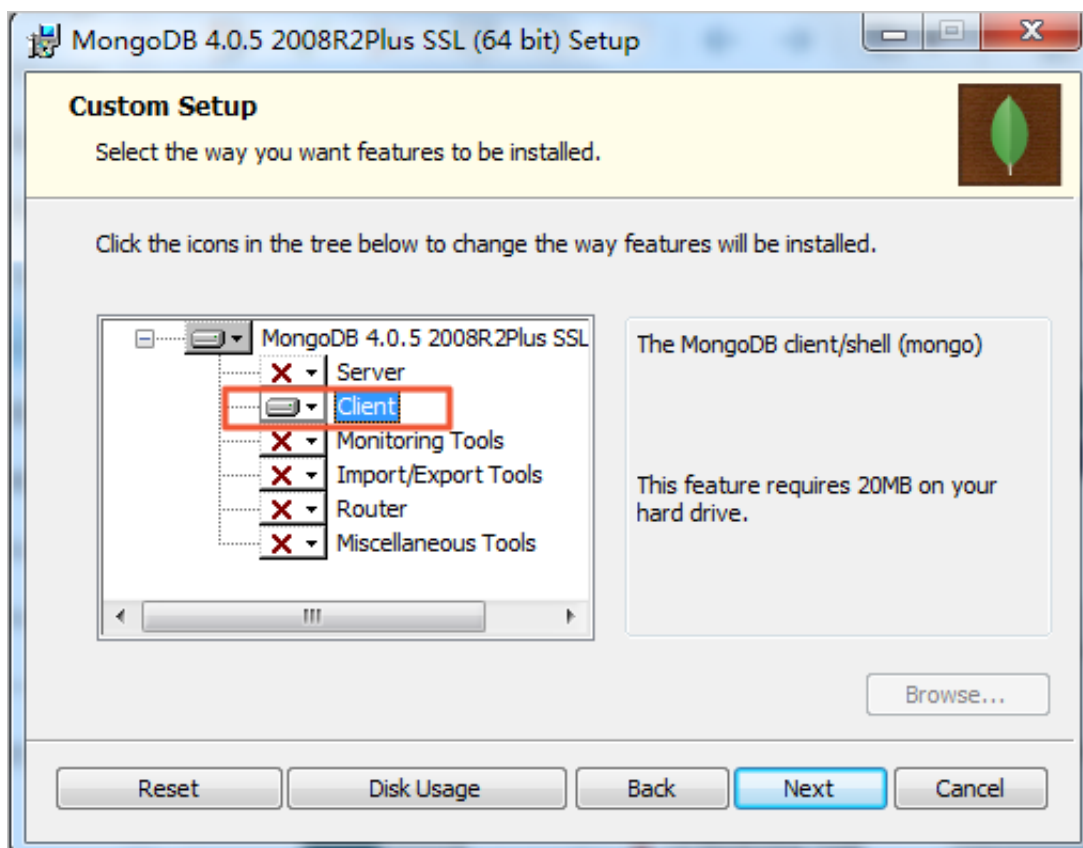 MongoDB 4.0.5 2008R2Plus SSL (64 bit) Setup
Custom Setup
Select the way you want features to be installed.
Click the icons in the tree below to change the way features will be installed.
MongoDB 4.0.5 2008R2Plus SSL
Server
Client
Monitoring Tools
Import/Export Tools
Router
Miscellaneous Tools
The MongoDB client/shell (mongo)
This feature requires 20MB on your
hard drive.
Browse...
Reset
Disk Usage
Back
Next
Cancel